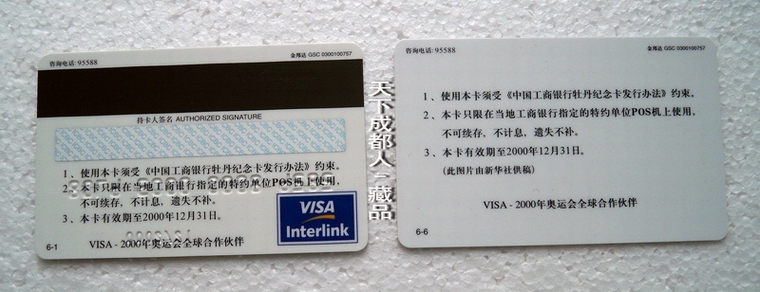 咨询电话: 95588
金邦达 GSC 0300100757
持卡人签名 AUTHORIZED SIGNATURE
1、使用本卡须受《中国工商银行牡丹纪念卡发行办法》约束。
2、本卡只限在当地工商银行指定的特约单位POS机上使用，
不可续存、不计息、遗失不补。
3、本卡有效期至2000年12月31日。
VISA
Interlink
6-1
VISA - 2000年奥运会全球合作伙伴
天下成都人-藏品
咨询电话: 95588
金邦达 GSC 0300100757
1、使用本卡须受《中国工商银行牡丹纪念卡发行办法》约束。
2、本卡只限在当地工商银行指定的特约单位POS机上使用，
不可续存、不计息、遗失不补。
3、本卡有效期至2000年12月31日。
(此图片由新华社供稿)
VISA - 2000年奥运会全球合作伙伴
6-6